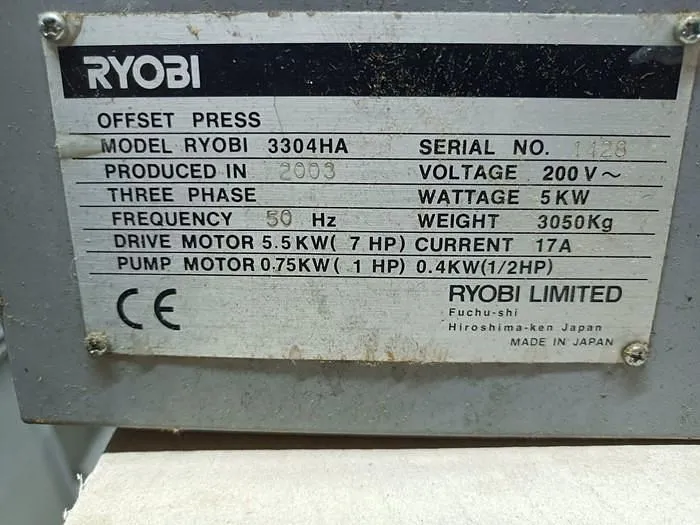 RYOBI
OFFSET PRESS
MODEL RYOBI 3304HA SERIAL NO. 1428
PRODUCED IN 2003 VOLTAGE 200 V~
THREE PHASE WATTAGE 5KW
FREQUENCY 50 Hz WEIGHT 3050Kg
DRIVE MOTOR 5.5KW( 7 HP) CURRENT 17A
PUMP MOTOR 0.75KW( 1 HP) 0.4KW(1/2HP)
CE RYOBI LIMITED
Fuchu-shi
Hiroshima-ken Japan
MADE IN JAPAN